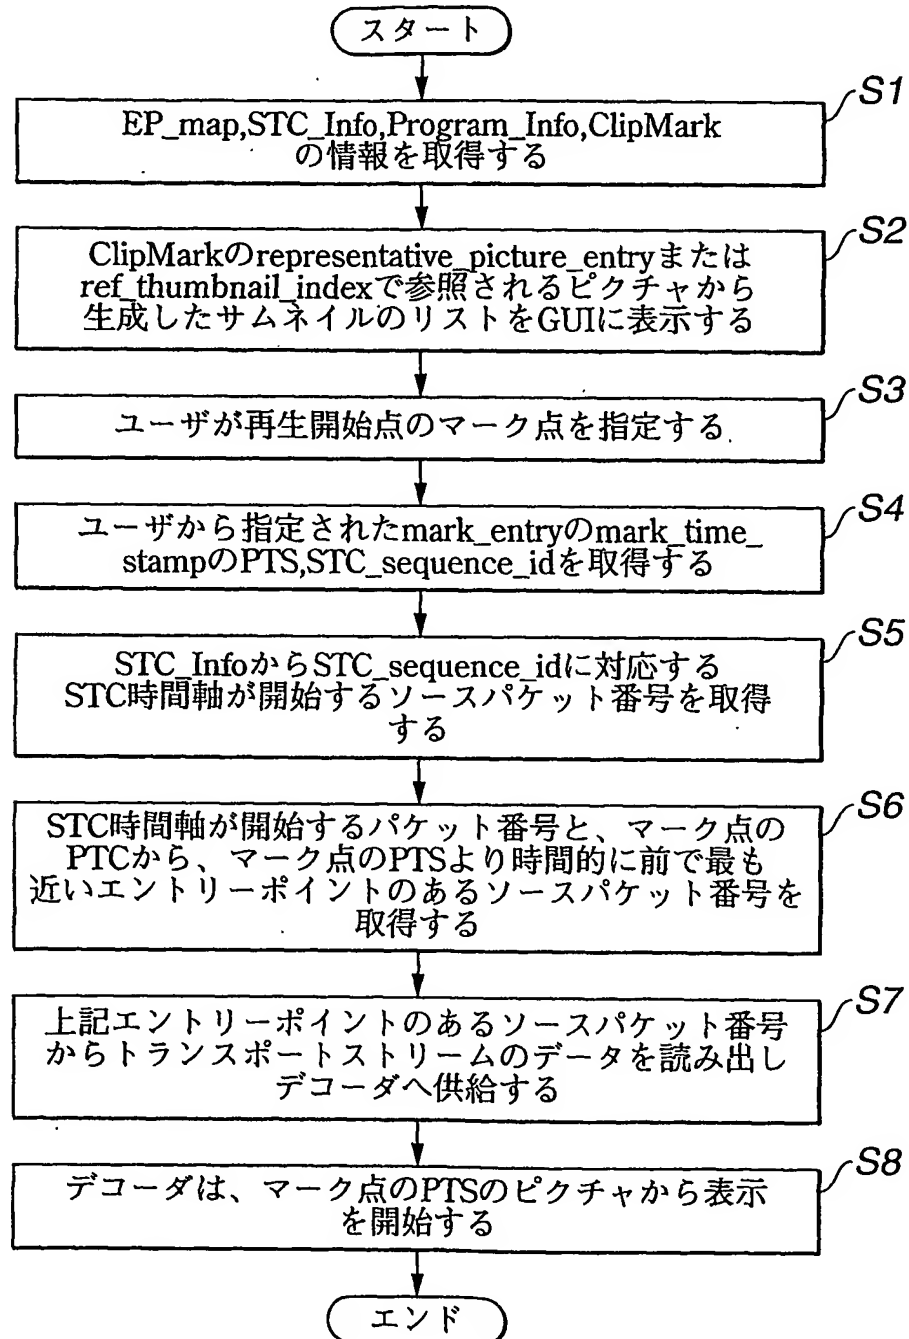 スタート
S1
EP_map,STC_Info,Program_Info,ClipMark
の情報を取得する
S2
ClipMarkのrepresentative_picture_entryまたは
ref_thumbnail_indexで参照されるピクチャから
生成したサムネイルのリストをGUIに表示する
S3
ユーザが再生開始点のマーク点を指定する
S4
ユーザから指定されたmark_entryのmark_time_
stampのPTS,STC_sequence_idを取得する
S5
STC_InfoからSTC_sequence_idに対応する
STC時間軸が開始するソースパケット番号を取得
する
S6
STC時間軸が開始するパケット番号と、マーク点の
PTCから、マーク点のPTSより時間的に前で最も
近いエントリーポイントのあるソースパケット番号を
取得する
S7
上記エントリーポイントのあるソースパケット番号
からトランスポートストリームのデータを読み出し
デコーダへ供給する
S8
デコーダは、マーク点のPTSのピクチャから表示
を開始する
エンド